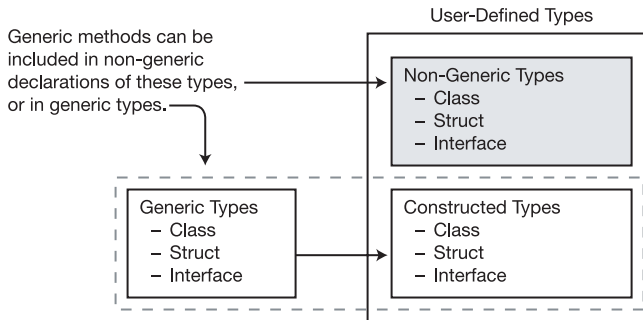 User-Defined Types
Generic methods can be
included in non-generic
declarations of these types,
or in generic types.
Non-Generic Types
– Class
– Struct
– Interface
Generic Types
– Class
– Struct
– Interface
Constructed Types
– Class
– Struct
– Interface